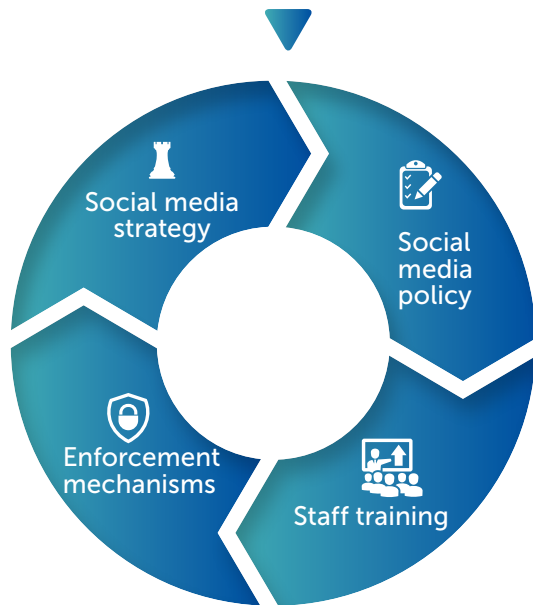 Social media
strategy
Social
media
policy
Staff training
Enforcement
mechanisms